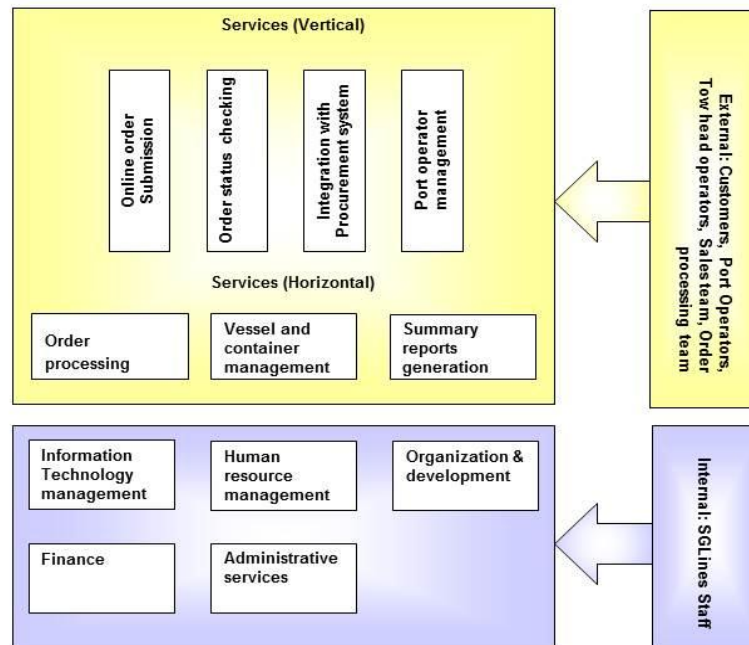 Services (Vertical)
Online order
Submission
Order status checking
Integration with
Procurement system
Port operator
management
Services (Horizontal)
Order
processing
Vessel and
container
management
Summary
reports
generation
External: Customers, Port Operators,
Tow head operators, Sales team, Order
processing team
Information
Technology
management
Human
resource
management
Organization &
development
Finance
Administrative
services
Internal: SGLines Staff